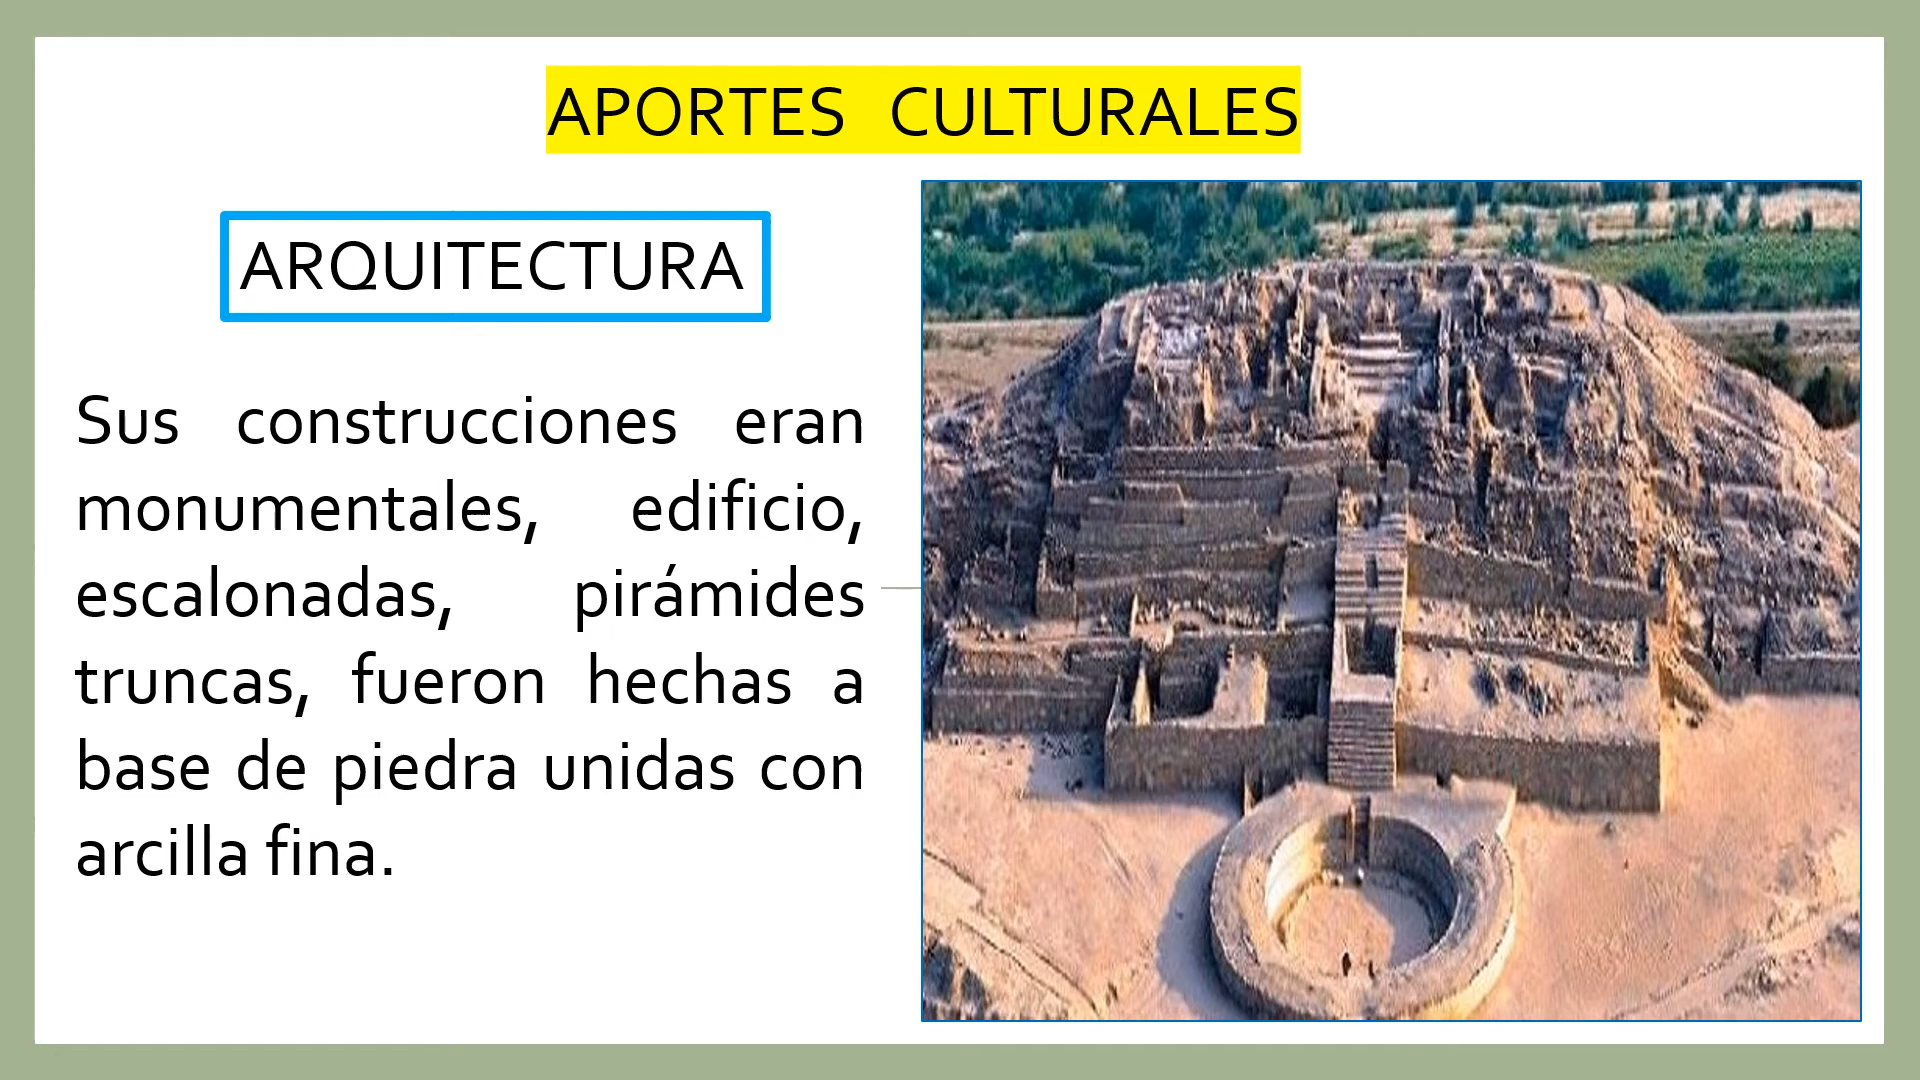 APORTES CULTURALES
ARQUITECTURA
Sus construcciones eran
monumentales, edificio,
escalonadas, pirámides
truncas, fueron hechas a
base de piedra unidas con
arcilla fina.